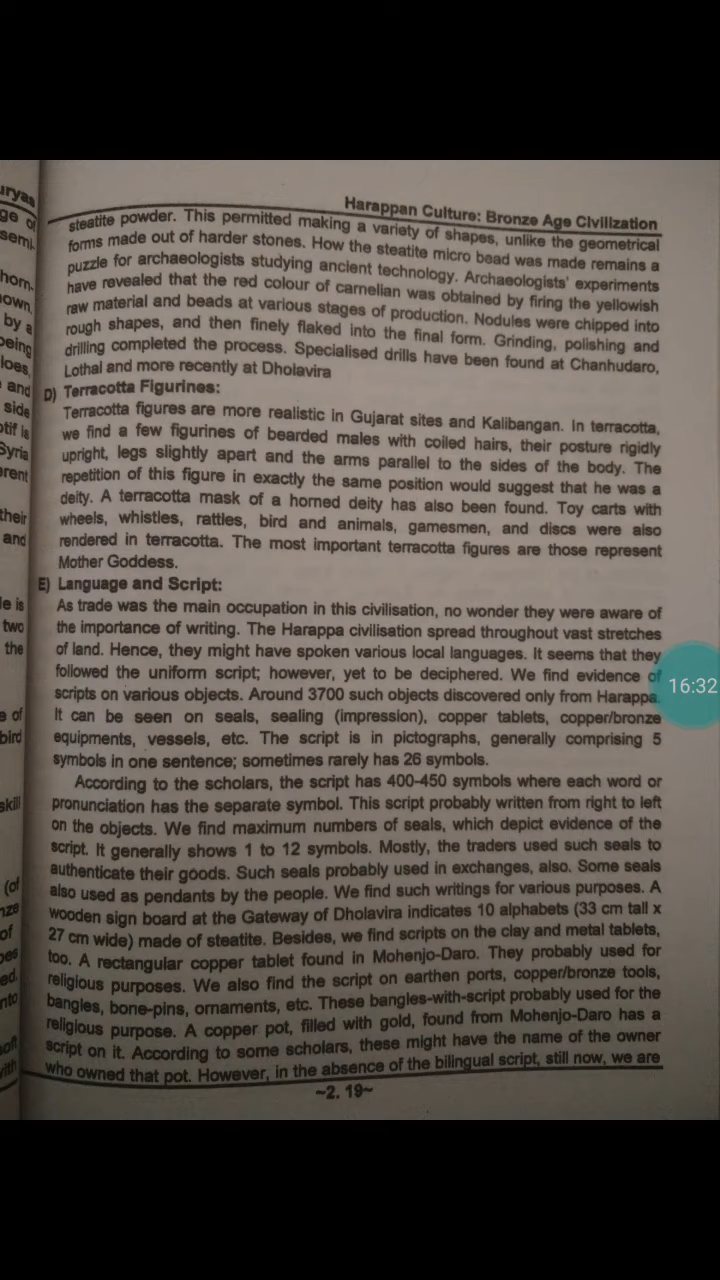 Harappan Culture: Bronze Age Civilization
steatite powder. This permitted making a variety of shapes, unlike the geometrical
forms made out of harder stones. How the steatite micro bead was made remains a
puzzle for archaeologists studying ancient technology. Archaeologists' experiments
have revealed that the red colour of carnelian was obtained by firing the yellowish
raw material and beads at various stages of production. Nodules were chipped into
rough shapes, and then finely flaked into the final form. Grinding, polishing and
drilling completed the process. Specialised drills have been found at Chanhudaro,
Lothal and more recently at Dholavira
D) Terracotta Figurines:
Terracotta figures are more realistic in Gujarat sites and Kalibangan. In terracotta,
we find a few figurines of bearded males with coiled hairs, their posture rigidly
upright, legs slightly apart and the arms parallel to the sides of the body. The
repetition of this figure in exactly the same position would suggest that he was a
deity. A terracotta mask of a horned deity has also been found. Toy carts with
wheels, whistles, rattles, bird and animals, gamesmen, and discs were also
rendered in terracotta. The most important terracotta figures are those represent
Mother Goddess.
E) Language and Script:
As trade was the main occupation in this civilisation, no wonder they were aware of
the importance of writing. The Harappa civilisation spread throughout vast stretches
of land. Hence, they might have spoken various local languages. It seems that they
followed the uniform script; however, yet to be deciphered. We find evidence of
scripts on various objects. Around 3700 such objects discovered only from Harappa.
It can be seen on seals, sealing (impression), copper tablets, copper/bronze
equipments, vessels, etc. The script is in pictographs, generally comprising 5
symbols in one sentence; sometimes rarely has 26 symbols.
According to the scholars, the script has 400-450 symbols where each word or
pronunciation has the separate symbol. This script probably written from right to left
on the objects. We find maximum numbers of seals, which depict evidence of the
script. It generally shows 1 to 12 symbols. Mostly, the traders used such seals to
authenticate their goods. Such seals probably used in exchanges, also. Some seals
also used as pendants by the people. We find such writings for various purposes. A
wooden sign board at the Gateway of Dholavira indicates 10 alphabets (33 cm tall x
27 cm wide) made of steatite. Besides, we find scripts on the clay and metal tablets,
too. A rectangular copper tablet found in Mohenjo-Daro. They probably used for
religious purposes. We also find the script on earthen ports, copper/bronze tools,
bangles, bone-pins, ornaments, etc. These bangles-with-script probably used for the
religious purpose. A copper pot, filled with gold, found from Mohenjo-Daro has a
script on it. According to some scholars, these might have the name of the owner
who owned that pot. However, in the absence of the bilingual script, still now, we are
~2. 19~
16:32